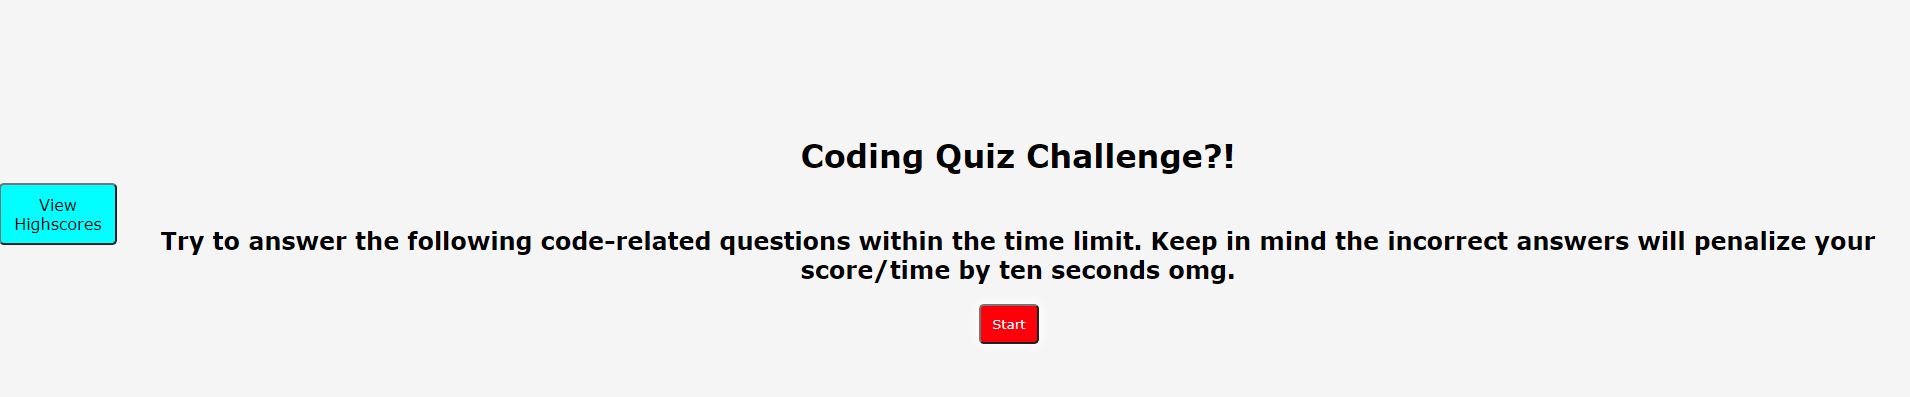 Coding Quiz Challenge?!
View
Highscores
Try to answer the following code-related questions within the time limit. Keep in mind the incorrect answers will penalize your
score/time by ten seconds omg.
Start